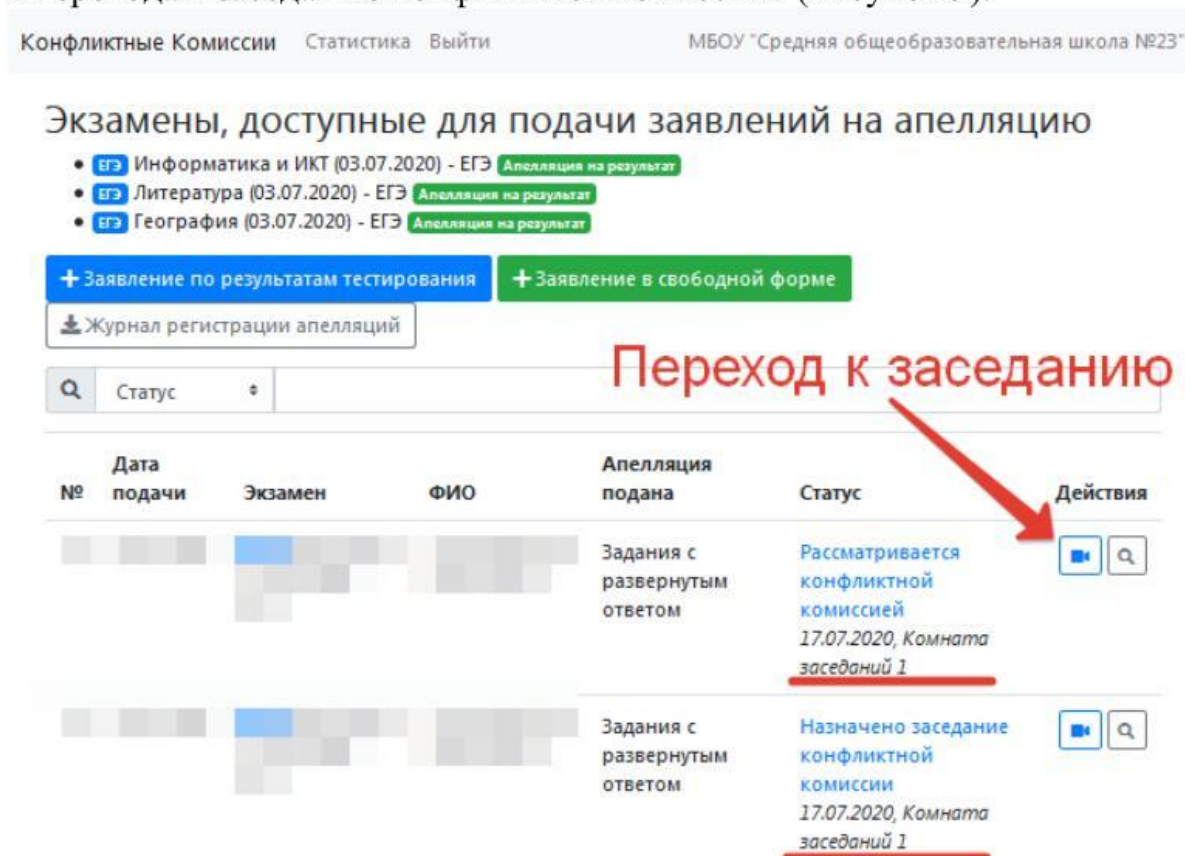 Конфликтные Комиссии Статистика Выйти МБОУ "Средняя общеобразовательная школа №23"
Экзамены, доступные для подачи заявлений на апелляцию
• ЕГЭ Информатика и ИКТ (03.07.2020) - ЕГЭ Апелляция на результат
• ЕГЭ Литература (03.07.2020) - ЕГЭ Апелляция на результат
• ЕГЭ География (03.07.2020) - ЕГЭ Апелляция на результат
+ Заявление по результатам тестирования + Заявление в свободной форме
Журнал регистрации апелляций
Переход к заседанию
Статус
№ Дата подачи Экзамен ФИО Апелляция подана Статус Действия
Задания с
развернутым
ответом
Рассматривается
конфликтной
комиссией
17.07.2020, Комната
заседаний 1
Задания с
развернутым
ответом
Назначено заседание
конфликтной
комиссии
17.07.2020, Комната
заседаний 1